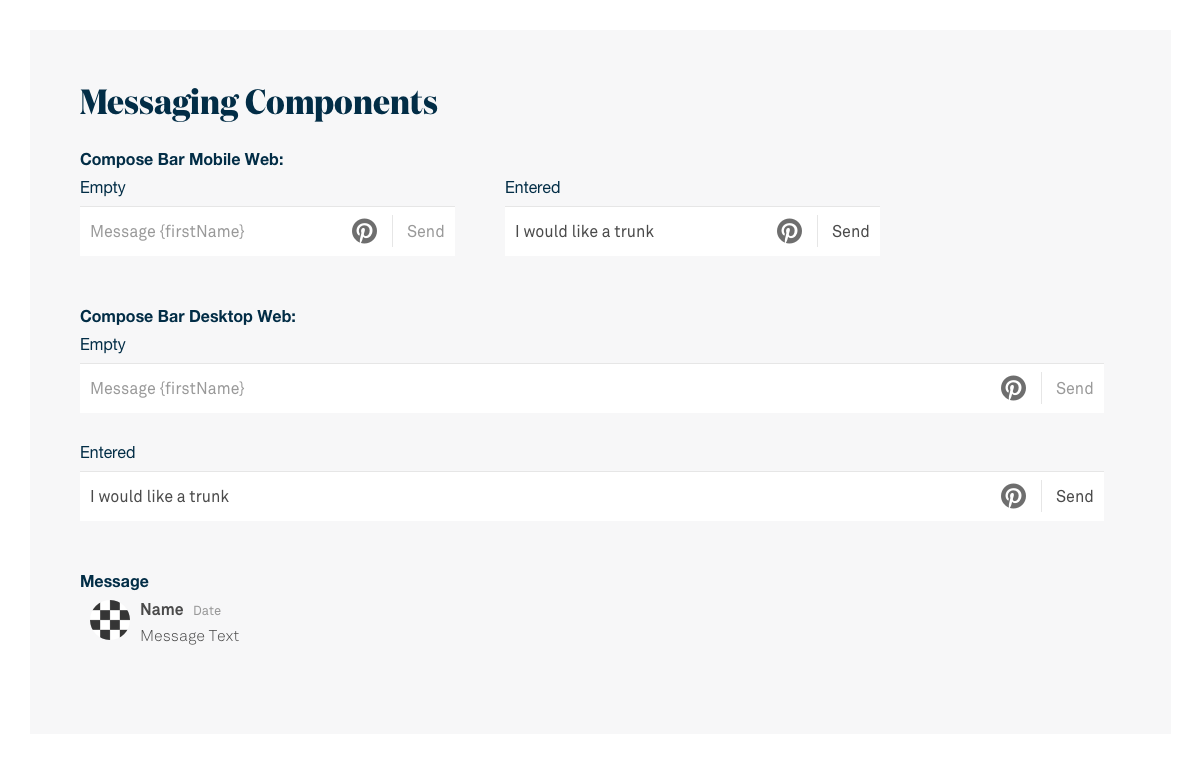 Messaging Components
Compose Bar Mobile Web:
Empty
Message {firstName}
Send
Entered
I would like a trunk
Send
Compose Bar Desktop Web:
Empty
Message {firstName}
Send
Entered
I would like a trunk
Send
Message
Name Date
Message Text